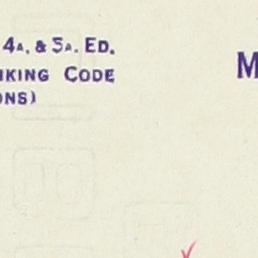 4A. & 5A. ED.
NKING CODE
ONS)
M